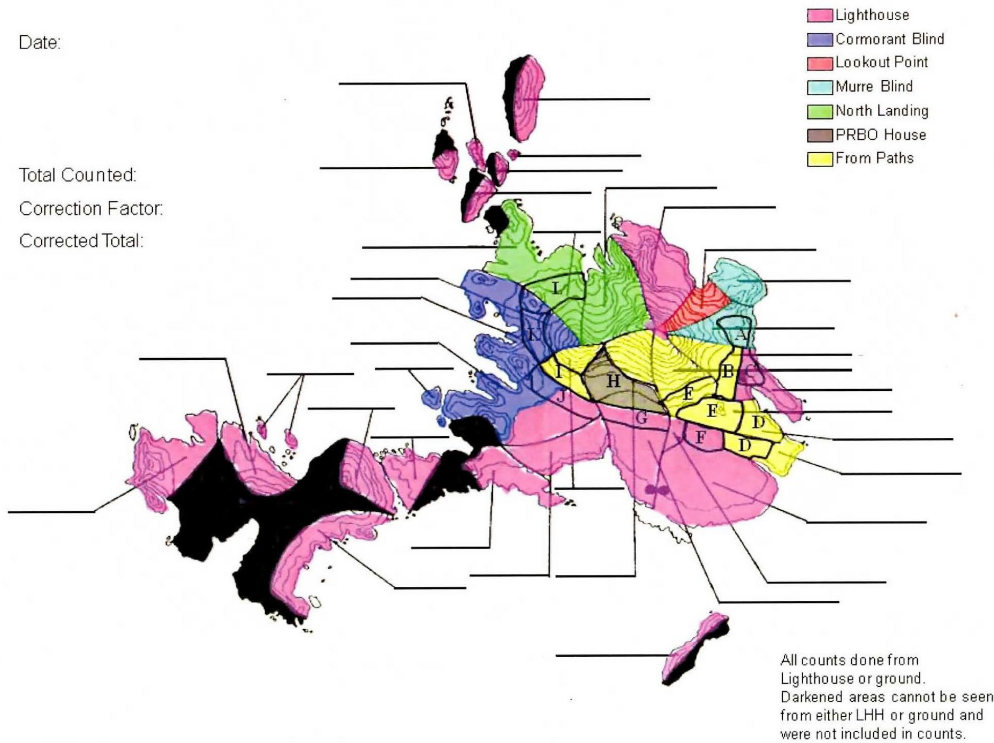 Date:
Lighthouse
Cormorant Blind
Lookout Point
Murre Blind
North Landing
PRBO House
From Paths
Total Counted:
Correction Factor:
Corrected Total:
L
K
A
I
H
B
C
J
E
G
E
D
F
D
All counts done from
Lighthouse or ground.
Darkened areas cannot be seen
from either LHH or ground and
were not included in counts.